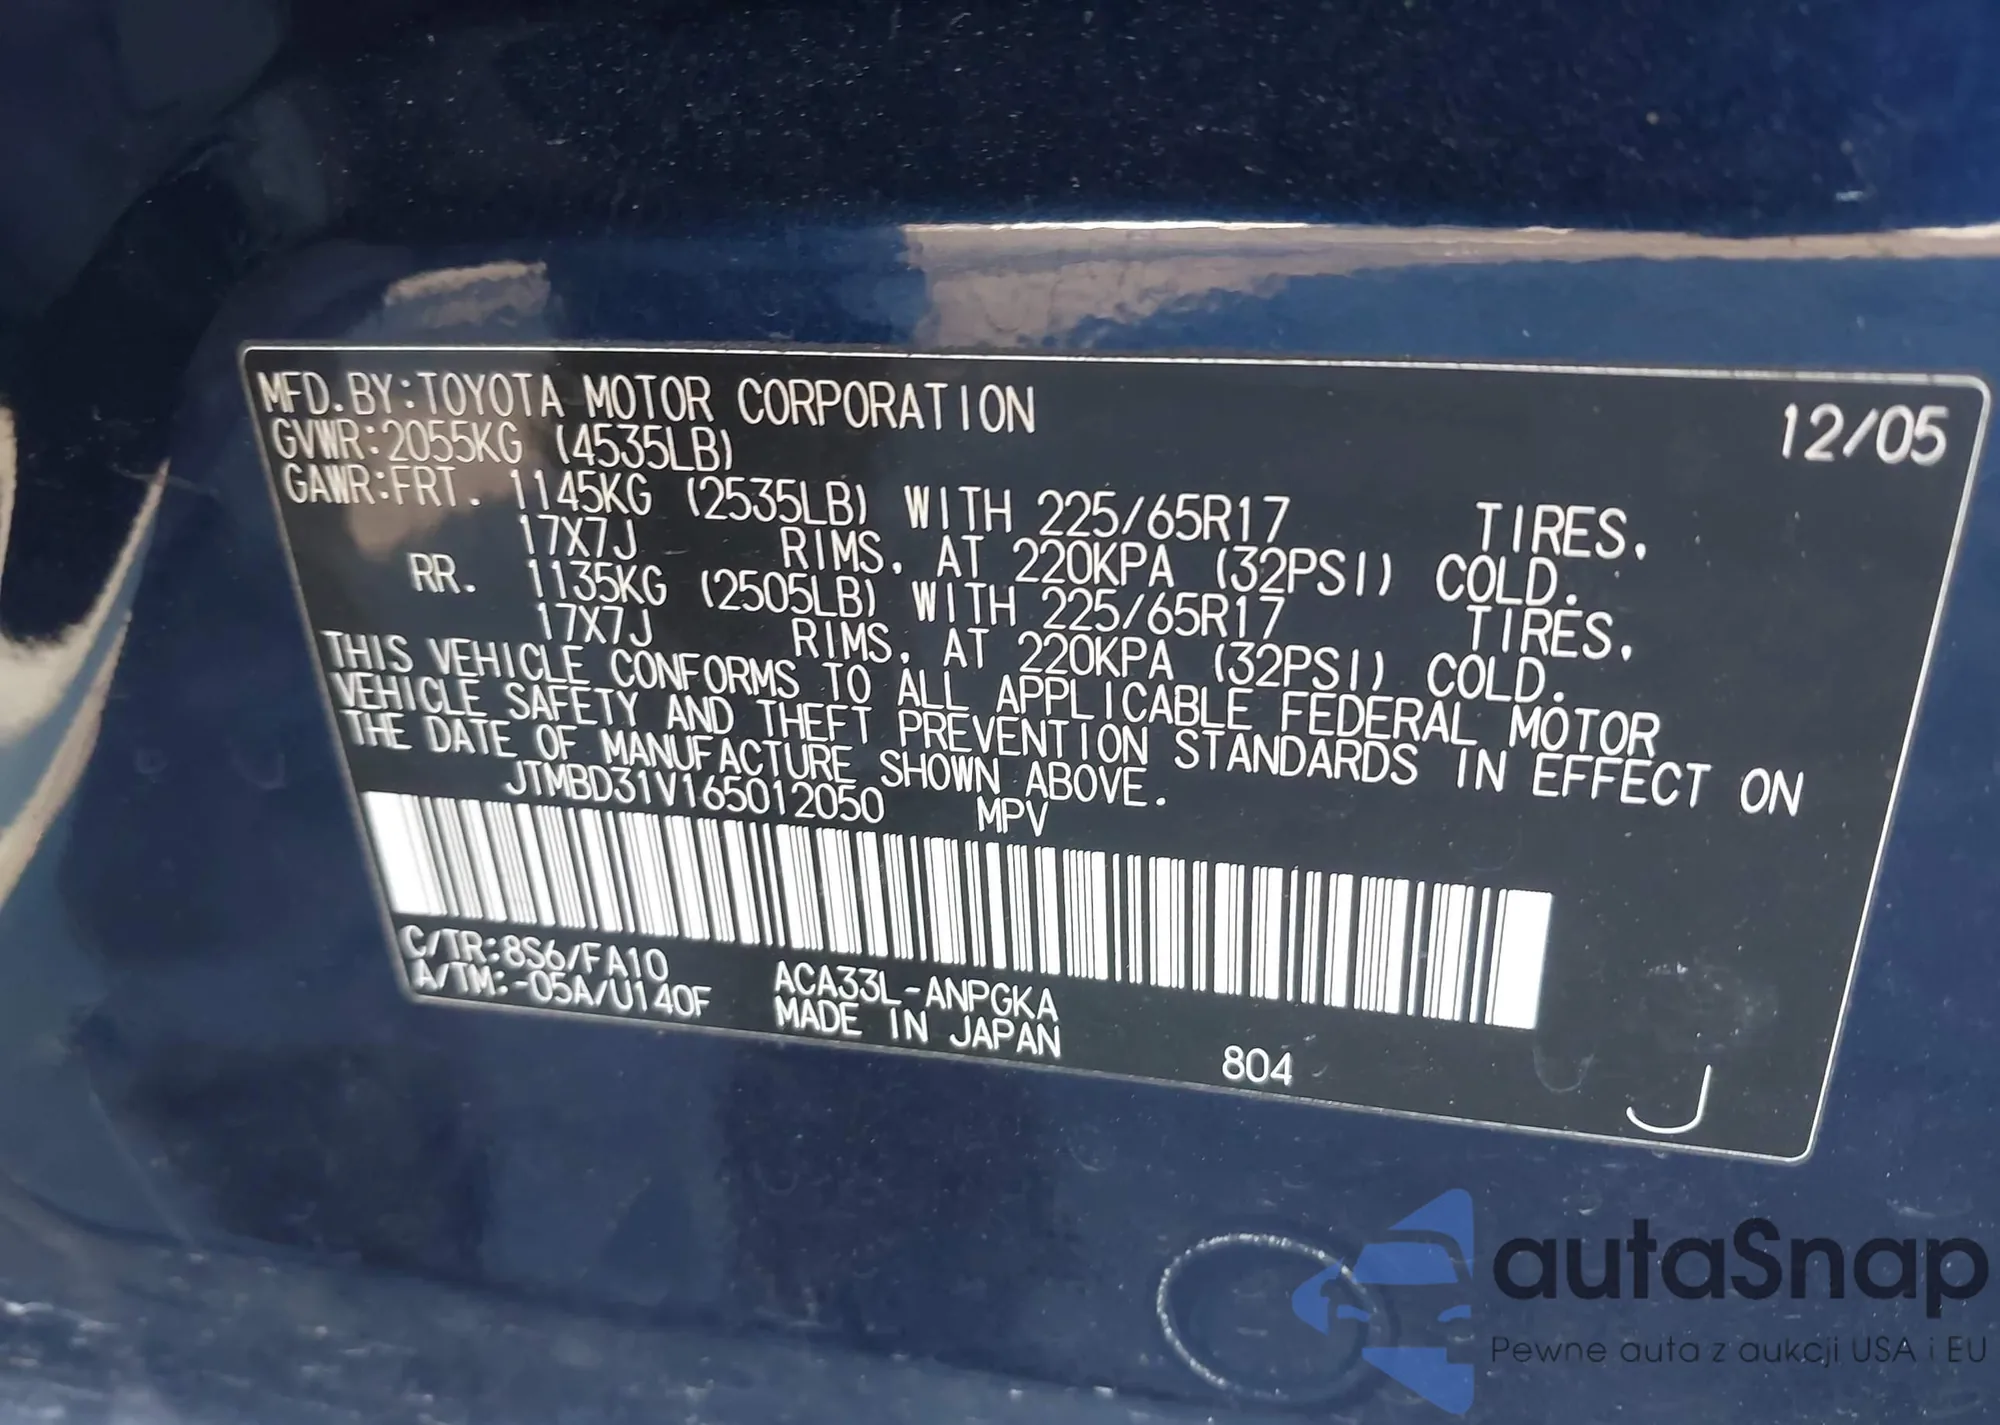 MFD.BY:TOYOTA MOTOR CORPORATION 12/05
GVWR:2055KG (4535LB)
GAWR:FRT. 1145KG (2535LB) WITH 225/65R17 TIRES,
17X7J RIMS, AT 220KPA (32PSI) COLD.
RR. 1135KG (2505LB) WITH 225/65R17 TIRES,
17X7J RIMS, AT 220KPA (32PSI) COLD.
THIS VEHICLE CONFORMS TO ALL APPLICABLE FEDERAL MOTOR
VEHICLE SAFETY AND THEFT PREVENTION STANDARDS IN EFFECT ON
THE DATE OF MANUFACTURE SHOWN ABOVE.
JTMBD31V165012050 MPV
C/TR:8S6/FA10 ACA33L-ANPGKA
A/TM:-05A/U140F MADE IN JAPAN
804
J
autaSnap
Pewne auta z aukcji USA i EU